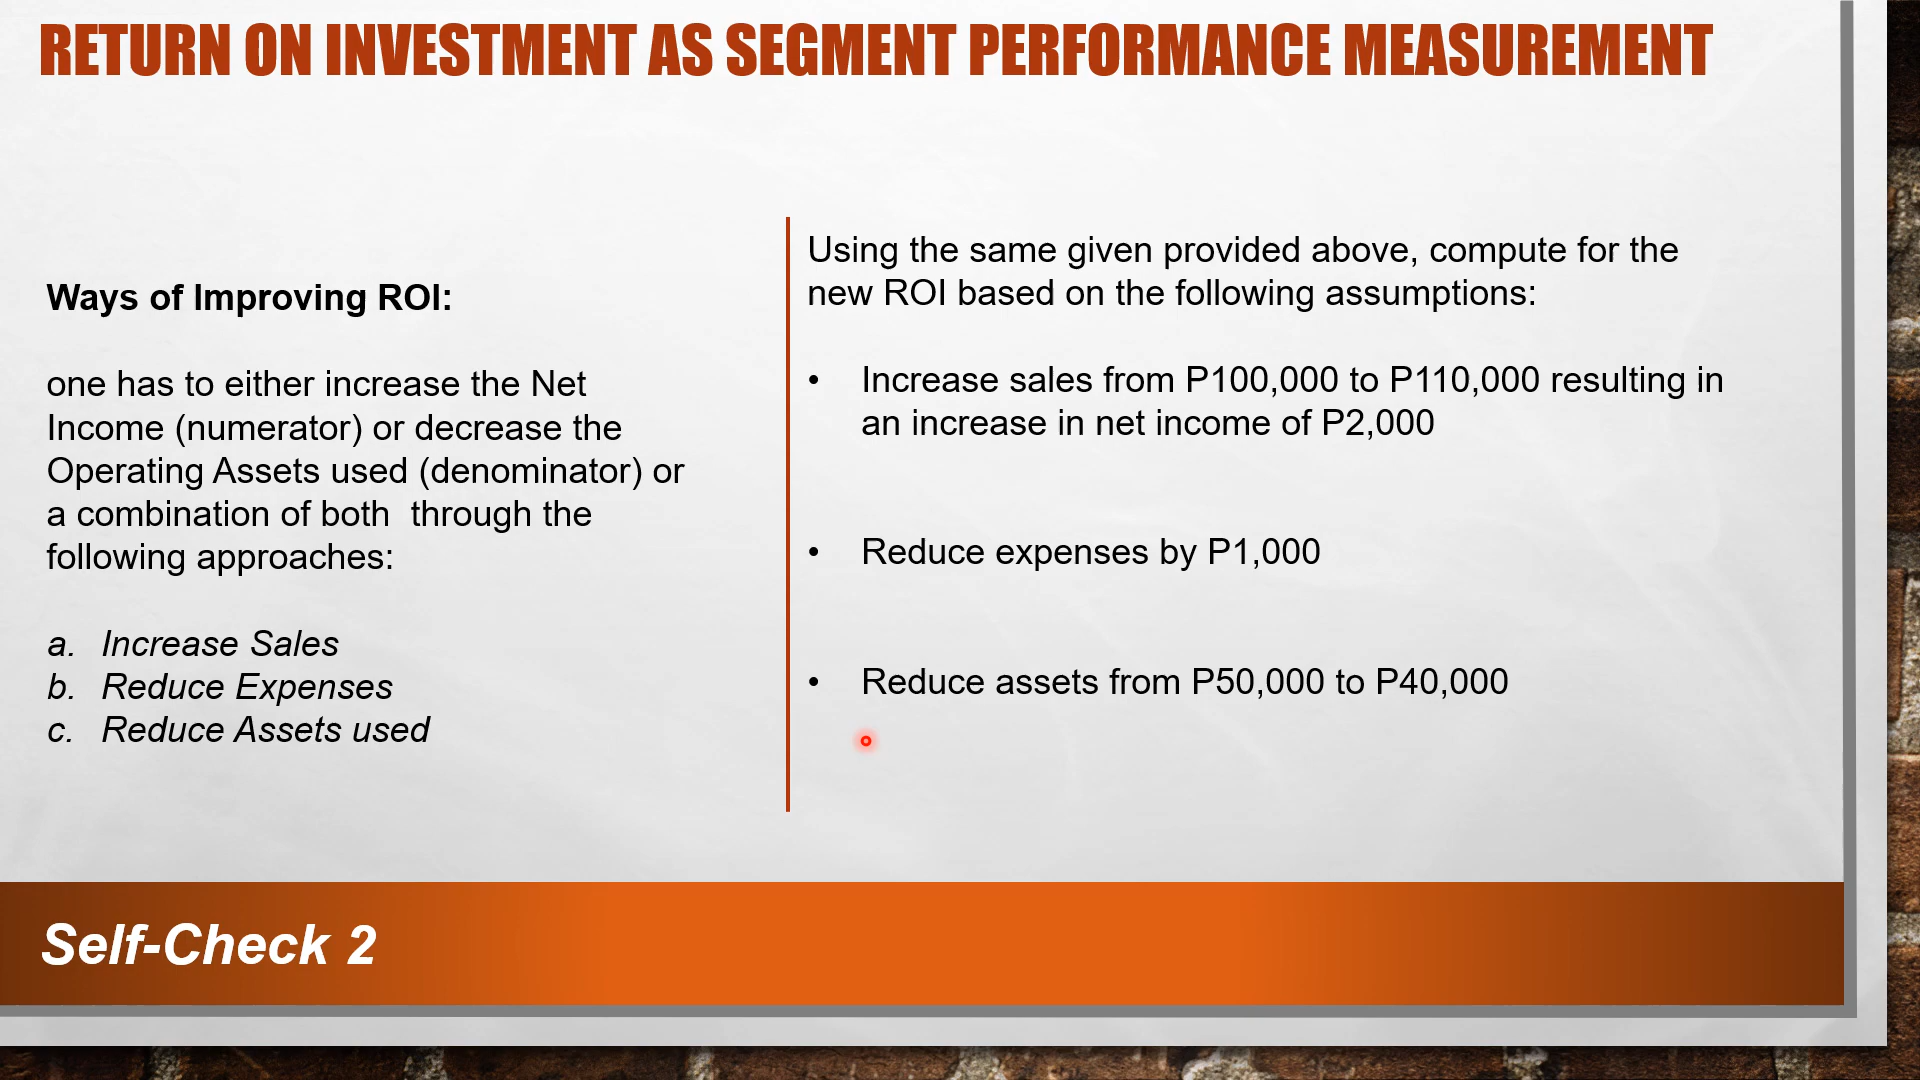 RETURN ON INVESTMENT AS SEGMENT PERFORMANCE MEASUREMENT
Ways of Improving ROI:
one has to either increase the Net
Income (numerator) or decrease the
Operating Assets used (denominator) or
a combination of both  through the
following approaches:
a. Increase Sales
b. Reduce Expenses
c. Reduce Assets used
Using the same given provided above, compute for the
new ROI based on the following assumptions:
• Increase sales from P100,000 to P110,000 resulting in
an increase in net income of P2,000
• Reduce expenses by P1,000
• Reduce assets from P50,000 to P40,000
Self-Check 2